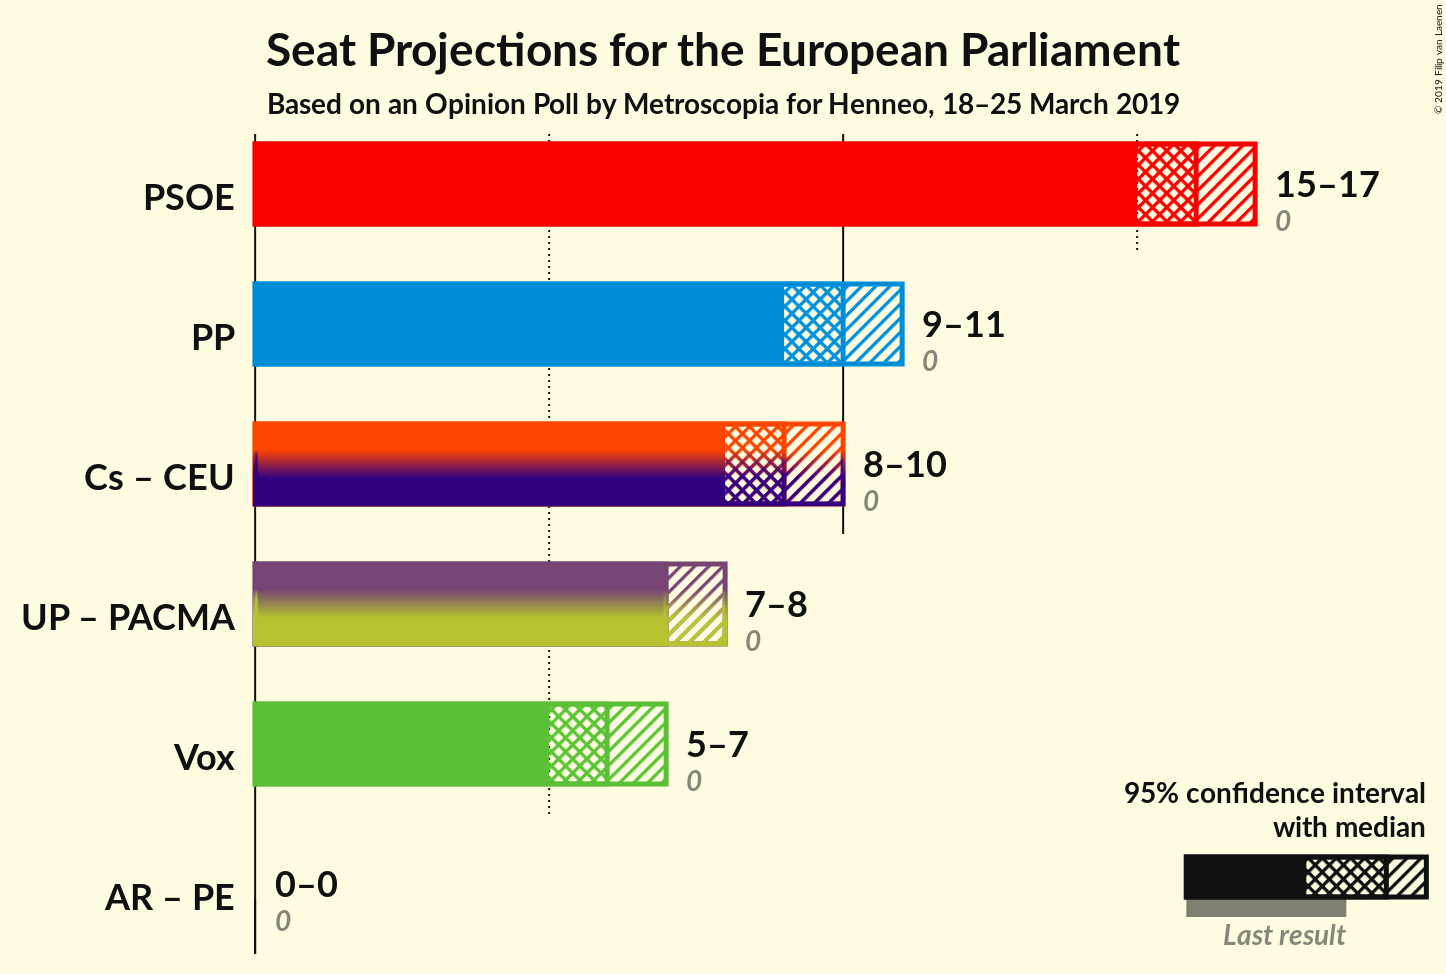 Seat Projections for the European Parliament
Based on an Opinion Poll by Metroscopia for Henneo, 18–25 March 2019
© 2019 Filip van Laenen
PSOE
15–17
0
PP
9–11
0
Cs – CEU
8–10
0
UP – PACMA
7–8
0
Vox
5–7
0
AR – PE
0–0
0
95% confidence interval
with median
Last result